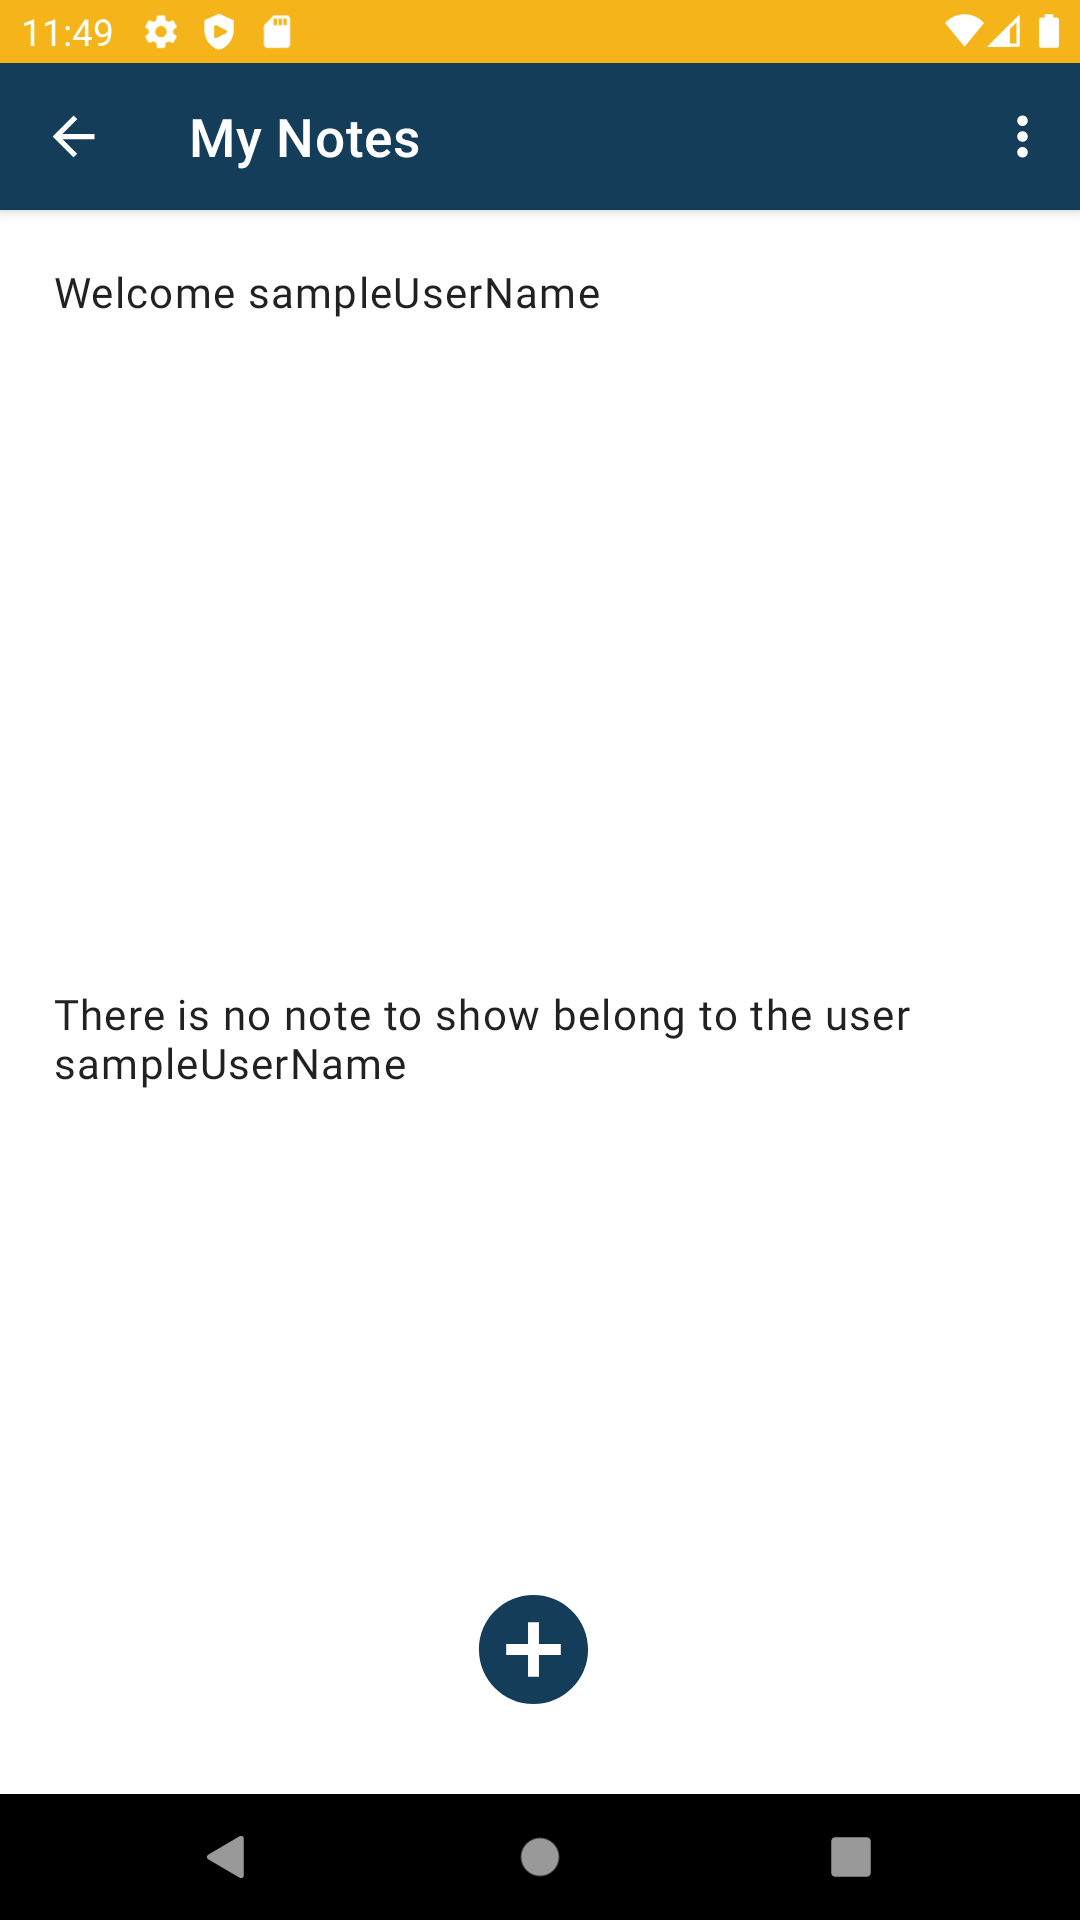 11:49
My Notes
Welcome sampleUserName
There is no note to show belong to the user
sampleUserName